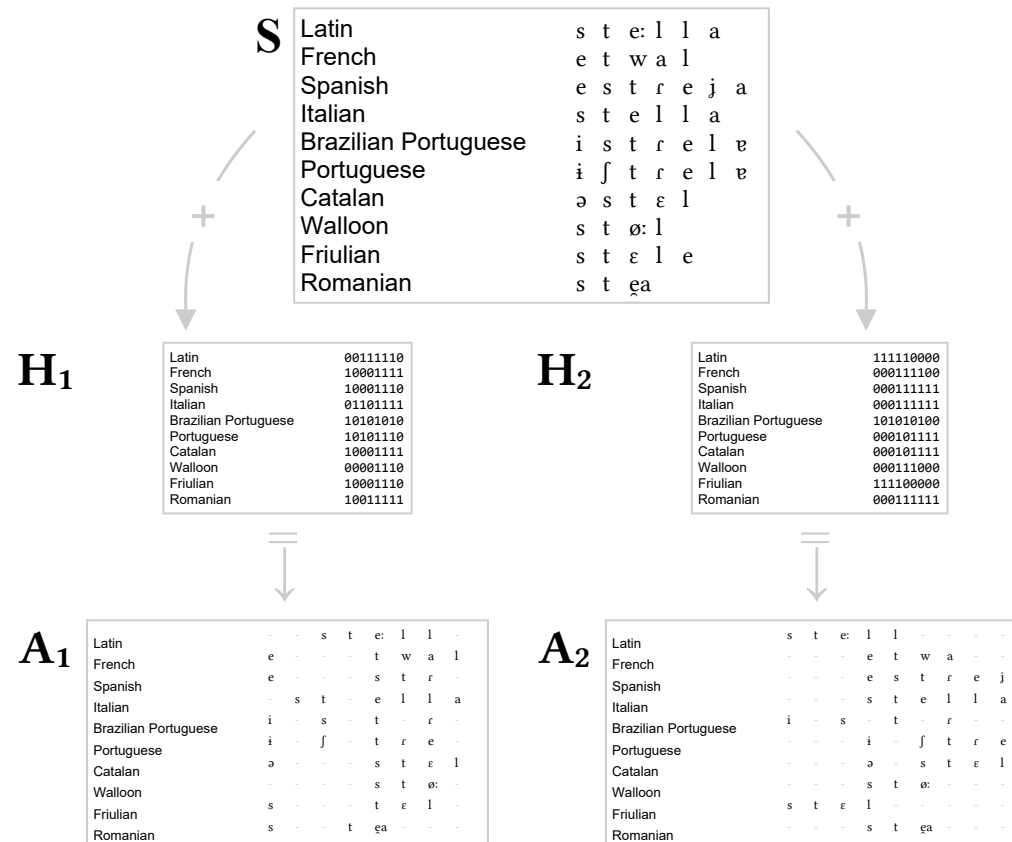 S
Latin s t eː l l a
French e t w a l
Spanish e s t ɾ e ɟ a
Italian s t e l l a
Brazilian Portuguese i s t ɾ e l ɐ
Portuguese ɨ ʃ t ɾ e l ɐ
Catalan ə s t ɛ l
Walloon s t øː l
Friulian s t ɛ l e
Romanian s t e̯a
+ +
H₁
Latin 00111110
French 10001111
Spanish 10001110
Italian 01101111
Brazilian Portuguese 10101010
Portuguese 10101110
Catalan 10001111
Walloon 00001110
Friulian 10001110
Romanian 10011111
H₂
Latin 111110000
French 000111100
Spanish 000111111
Italian 000111111
Brazilian Portuguese 101010100
Portuguese 000101111
Catalan 000101111
Walloon 000111000
Friulian 111100000
Romanian 000111111
A₁
Latin - - s t eː l l -
French e - - - t w a l
Spanish e - - - s t ɾ -
Italian - s t - e l l a
Brazilian Portuguese i - s - t - ɾ -
Portuguese ɨ - ʃ - t ɾ e -
Catalan ə - - - s t ɛ l
Walloon - - - - s t øː -
Friulian s - - - t ɛ l -
Romanian s - - t e̯a - - -
A₂
Latin s t eː l l - - - -
French - - - e t w a - -
Spanish - - - e s t ɾ e ɟ
Italian - - - s t e l l a
Brazilian Portuguese i - s - t - ɾ - -
Portuguese - - - ɨ - ʃ t ɾ e
Catalan - - - ə - s t ɛ l
Walloon - - - s t øː - - -
Friulian s t ɛ l - - - - -
Romanian - - - s t e̯a - - -